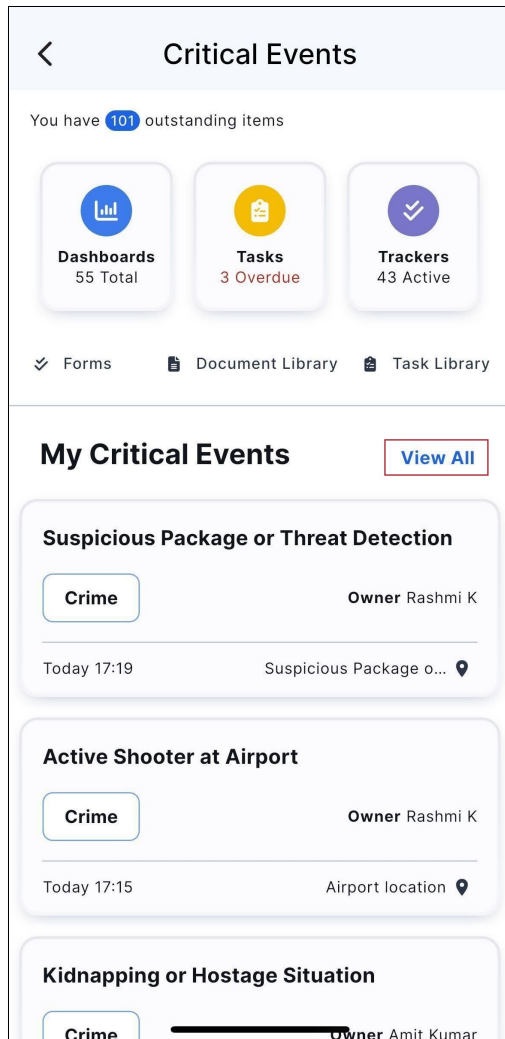 Critical Events
You have 101 outstanding items
Dashboards
55 Total
Tasks
3 Overdue
Trackers
43 Active
Forms
Document Library
Task Library
My Critical Events
View All
Suspicious Package or Threat Detection
Crime
Owner Rashmi K
Today 17:19
Suspicious Package o...
Active Shooter at Airport
Crime
Owner Rashmi K
Today 17:15
Airport location
Kidnapping or Hostage Situation
Crime
Owner Amit Kumar